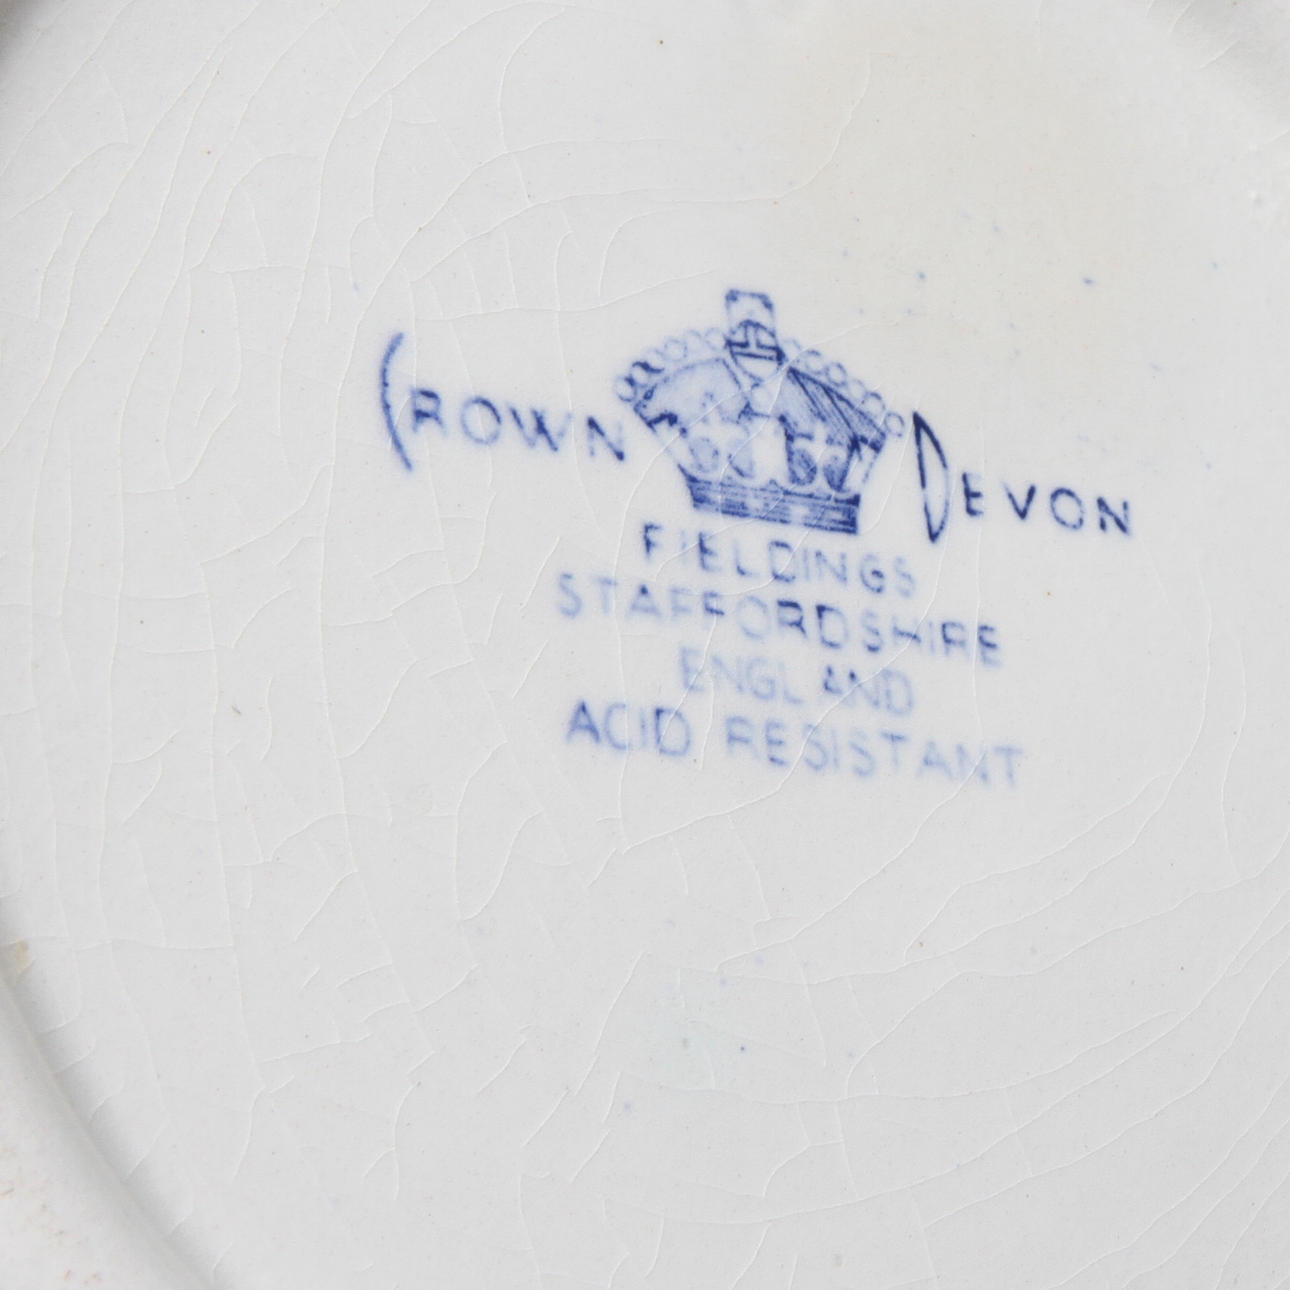 CROWN DEVON
FIELDINGS
STAFFORDSHIRE
ENGLAND
ACID RESISTANT